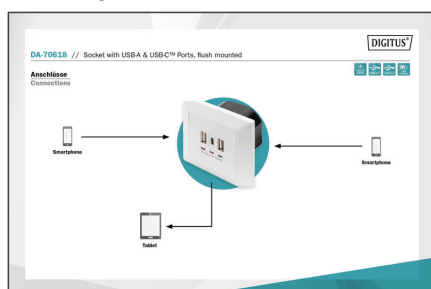 DIGITUS®
DA-70618 // Socket with USB-A & USB-C™ Ports, flush mounted
Anschlüsse
Connections
Smartphone
Smartphone
Tablet